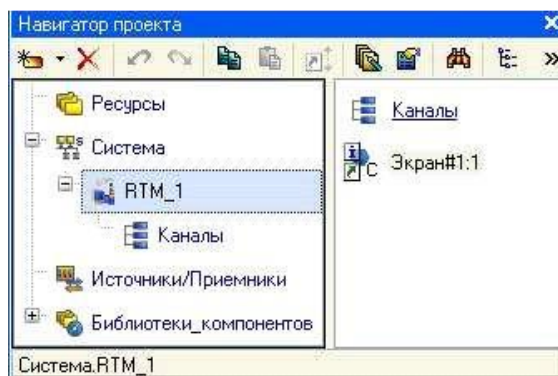 Навигатор проекта
Ресурсы
Система
RTM_1
Каналы
Источники/Приемники
Библиотеки_компонентов
Каналы
Экран#1:1
Система.RTM_1